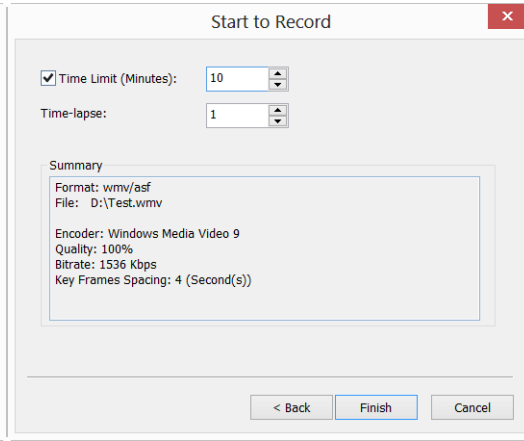 Start to Record
Time Limit (Minutes): 10
Time-lapse: 1
Summary
Format: wmv/asf
File: D:\Test.wmv
Encoder: Windows Media Video 9
Quality: 100%
Bitrate: 1536 Kbps
Key Frames Spacing: 4 (Second(s))
< Back Finish Cancel